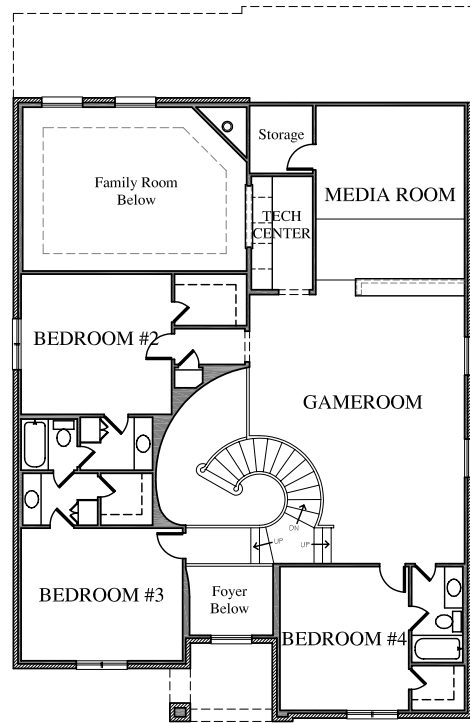 Storage
Family Room
Below
MEDIA ROOM
TECH
CENTER
BEDROOM #2
GAMEROOM
DN
UP
UP
BEDROOM #3
Foyer
Below
BEDROOM #4